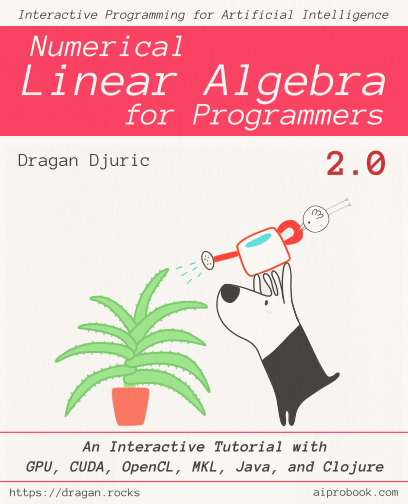 Interactive Programming for Artificial Intelligence
Numerical
Linear Algebra
for Programmers
Dragan Djuric
2.0
An Interactive Tutorial with
GPU, CUDA, OpenCL, MKL, Java, and Clojure
https://dragan.rocks
aiprobook.com